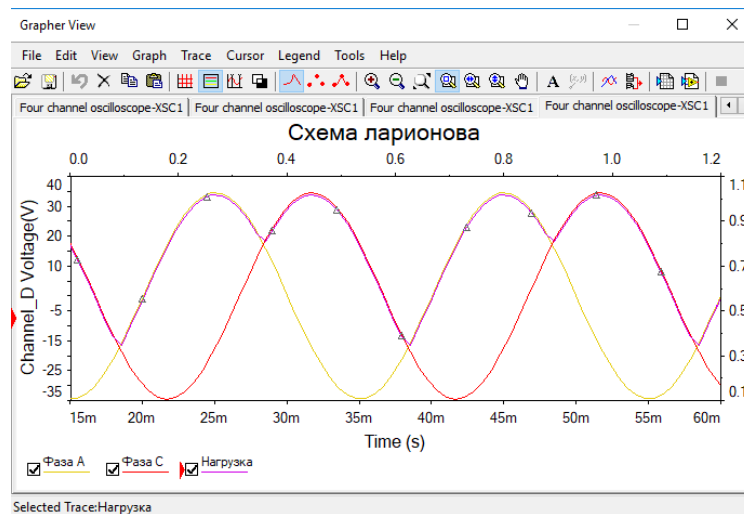 Grapher View
File Edit View Graph Trace Cursor Legend Tools Help
A (x,y)
Four channel oscilloscope-XSC1 Four channel oscilloscope-XSC1 Four channel oscilloscope-XSC1 Four channel oscilloscope-XSC1
Схема ларионова
0.0 0.2 0.4 0.6 0.8 1.0 1.2
Channel_D Voltage(V)
40 1.1
30
20 0.9
10 0.7
-5 0.5
-15 0.3
-25
-35 0.1
15m 20m 25m 30m 35m 40m 45m 50m 55m 60m
Time (s)
Фаза A Фаза C Нагрузка
Selected Trace:Нагрузка